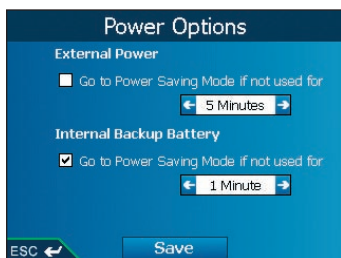 Power Options
External Power
Go to Power Saving Mode if not used for
5 Minutes
Internal Backup Battery
Go to Power Saving Mode if not used for
1 Minute
ESC Save